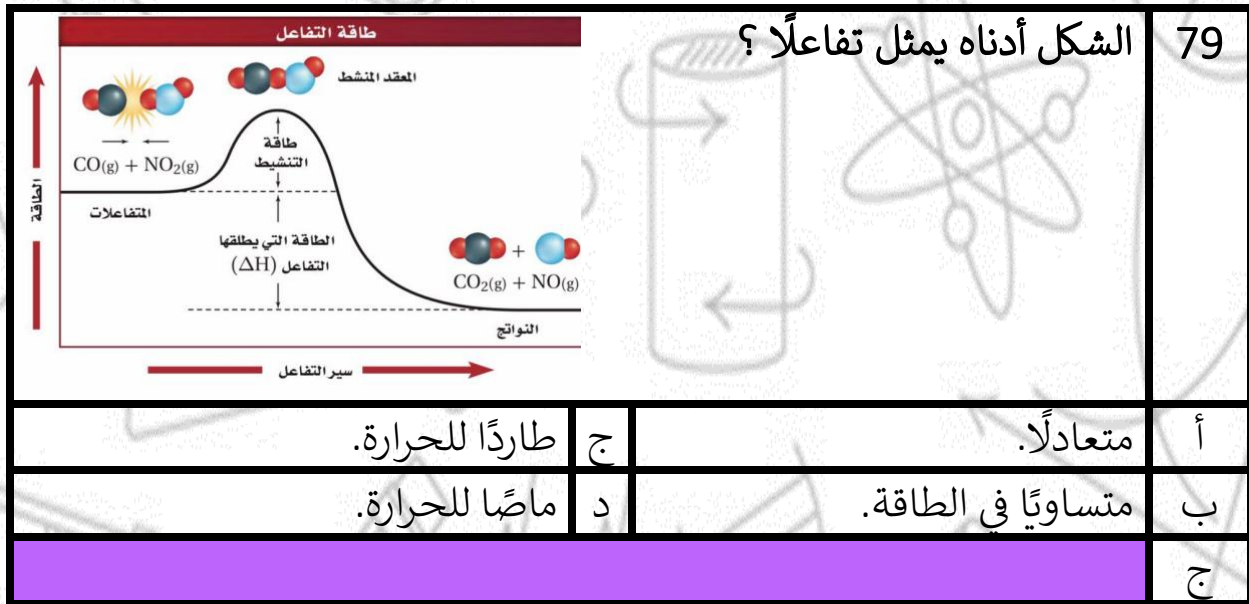 79
الشكل أدناه يمثل تفاعلًا ؟
طاقة التفاعل
المعقد المنشط
طاقة
التنشيط
CO(g) + NO₂(g)
المتفاعلات
الطاقة التي يطلقها
التفاعل (ΔH)
CO₂(g) + NO(g)
النواتج
الطاقة
سير التفاعل
أ متعادلًا.
ج طاردًا للحرارة.
ب متساويًا في الطاقة.
د ماصًا للحرارة.
ج